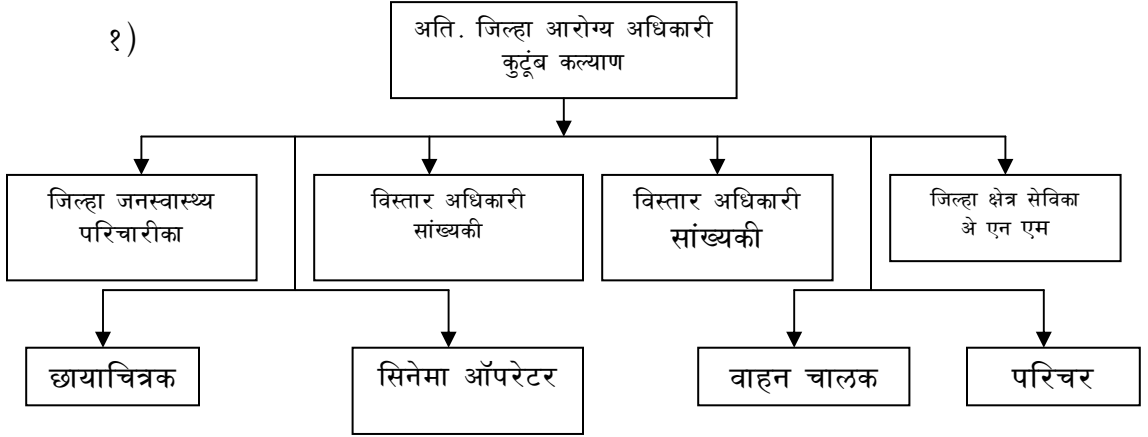 १)
अति. जिल्हा आरोग्य अधिकारी
कुटूंब कल्याण
जिल्हा जनस्वास्थ्य
परिचारीका
विस्तार अधिकारी
सांख्यकी
विस्तार अधिकारी
सांख्यकी
जिल्हा क्षेत्र सेविका
अे एन एम
छायाचित्रक
सिनेमा ऑपरेटर
वाहन चालक
परिचर